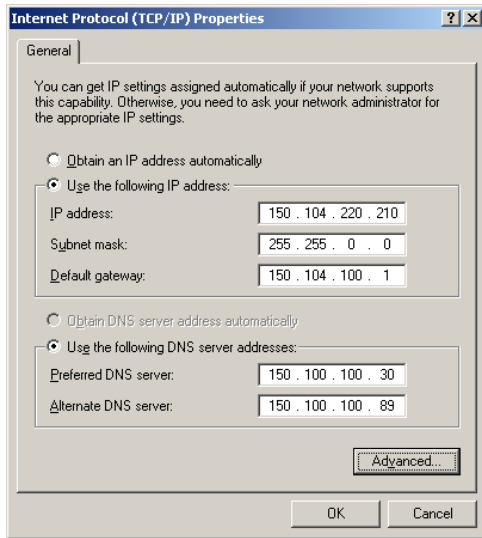 Internet Protocol (TCP/IP) Properties
General
You can get IP settings assigned automatically if your network supports
this capability. Otherwise, you need to ask your network administrator for
the appropriate IP settings.
Obtain an IP address automatically
Use the following IP address:
IP address: 150 . 104 . 220 . 210
Subnet mask: 255 . 255 . 0 . 0
Default gateway: 150 . 104 . 100 . 1
Obtain DNS server address automatically
Use the following DNS server addresses:
Preferred DNS server: 150 . 100 . 100 . 30
Alternate DNS server: 150 . 100 . 100 . 89
Advanced...
OK Cancel